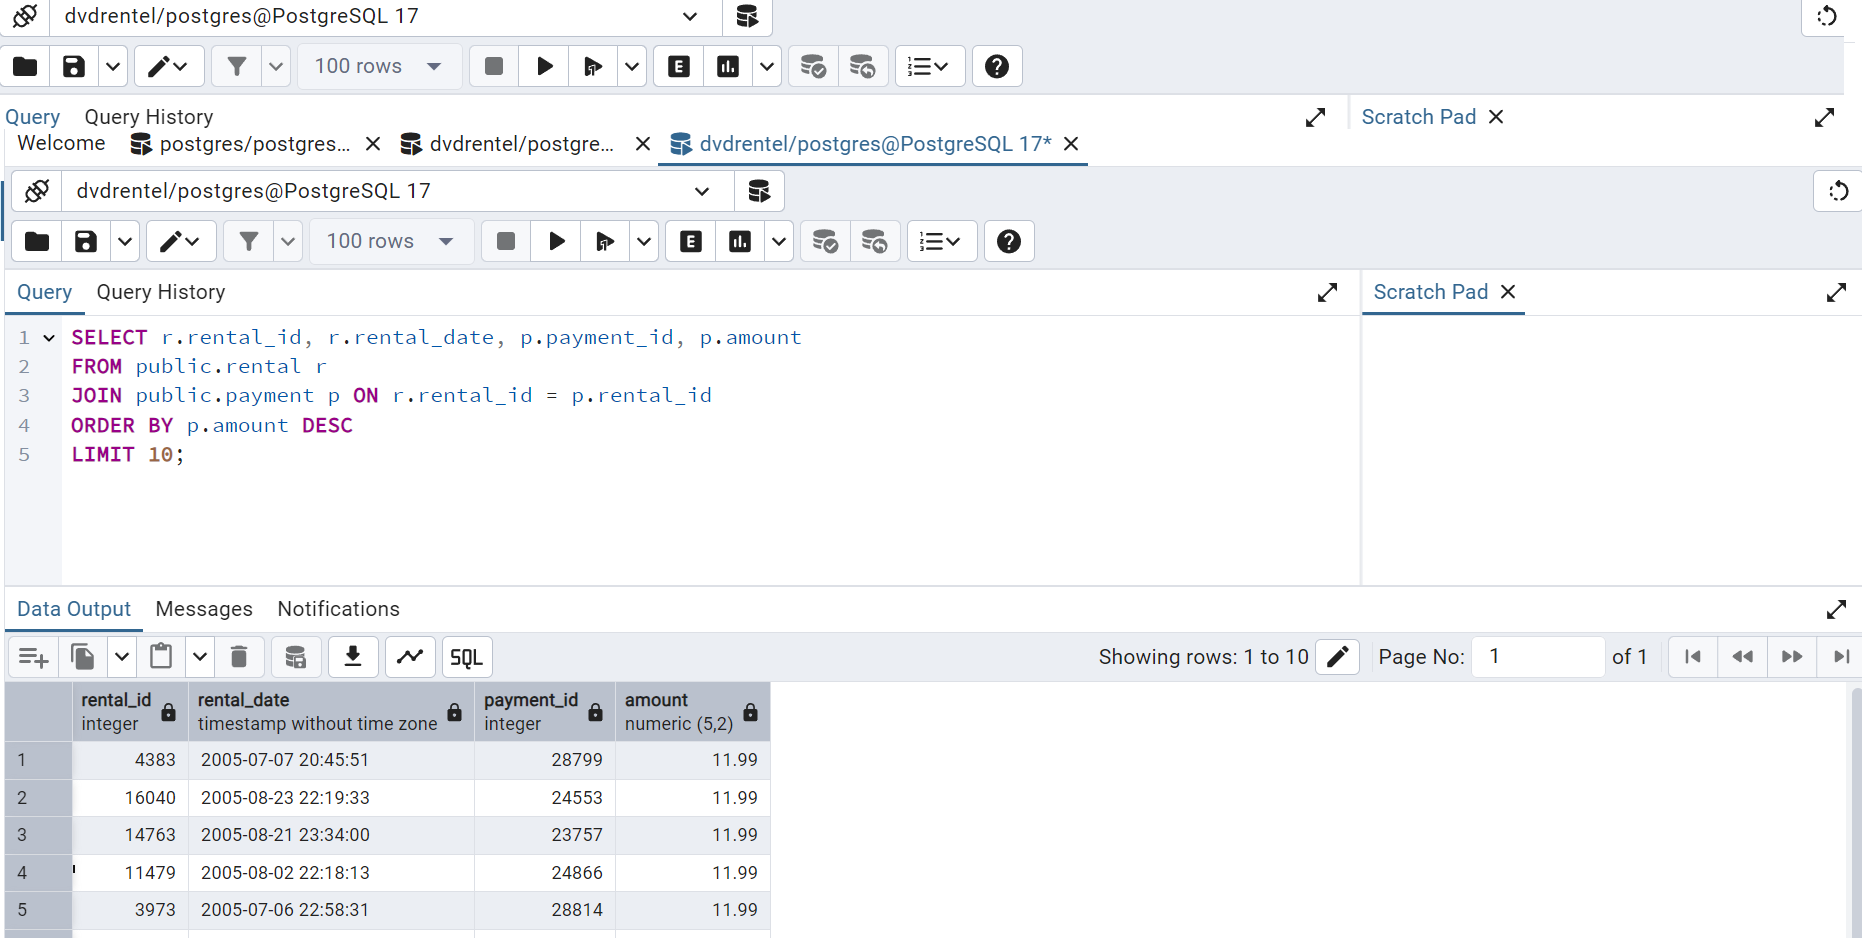 dvdrentel/postgres@PostgreSQL 17
100 rows
E
Query Query History Scratch Pad
Welcome postgres/postgres... dvdrentel/postgre... dvdrentel/postgres@PostgreSQL 17*
dvdrentel/postgres@PostgreSQL 17
100 rows
E
Query Query History Scratch Pad
1 SELECT r.rental_id, r.rental_date, p.payment_id, p.amount
2 FROM public.rental r
3 JOIN public.payment p ON r.rental_id = p.rental_id
4 ORDER BY p.amount DESC
5 LIMIT 10;
Data Output Messages Notifications
SQL Showing rows: 1 to 10 Page No: 1 of 1
rental_id rental_date payment_id amount
integer timestamp without time zone integer numeric (5,2)
1 4383 2005-07-07 20:45:51 28799 11.99
2 16040 2005-08-23 22:19:33 24553 11.99
3 14763 2005-08-21 23:34:00 23757 11.99
4 11479 2005-08-02 22:18:13 24866 11.99
5 3973 2005-07-06 22:58:31 28814 11.99